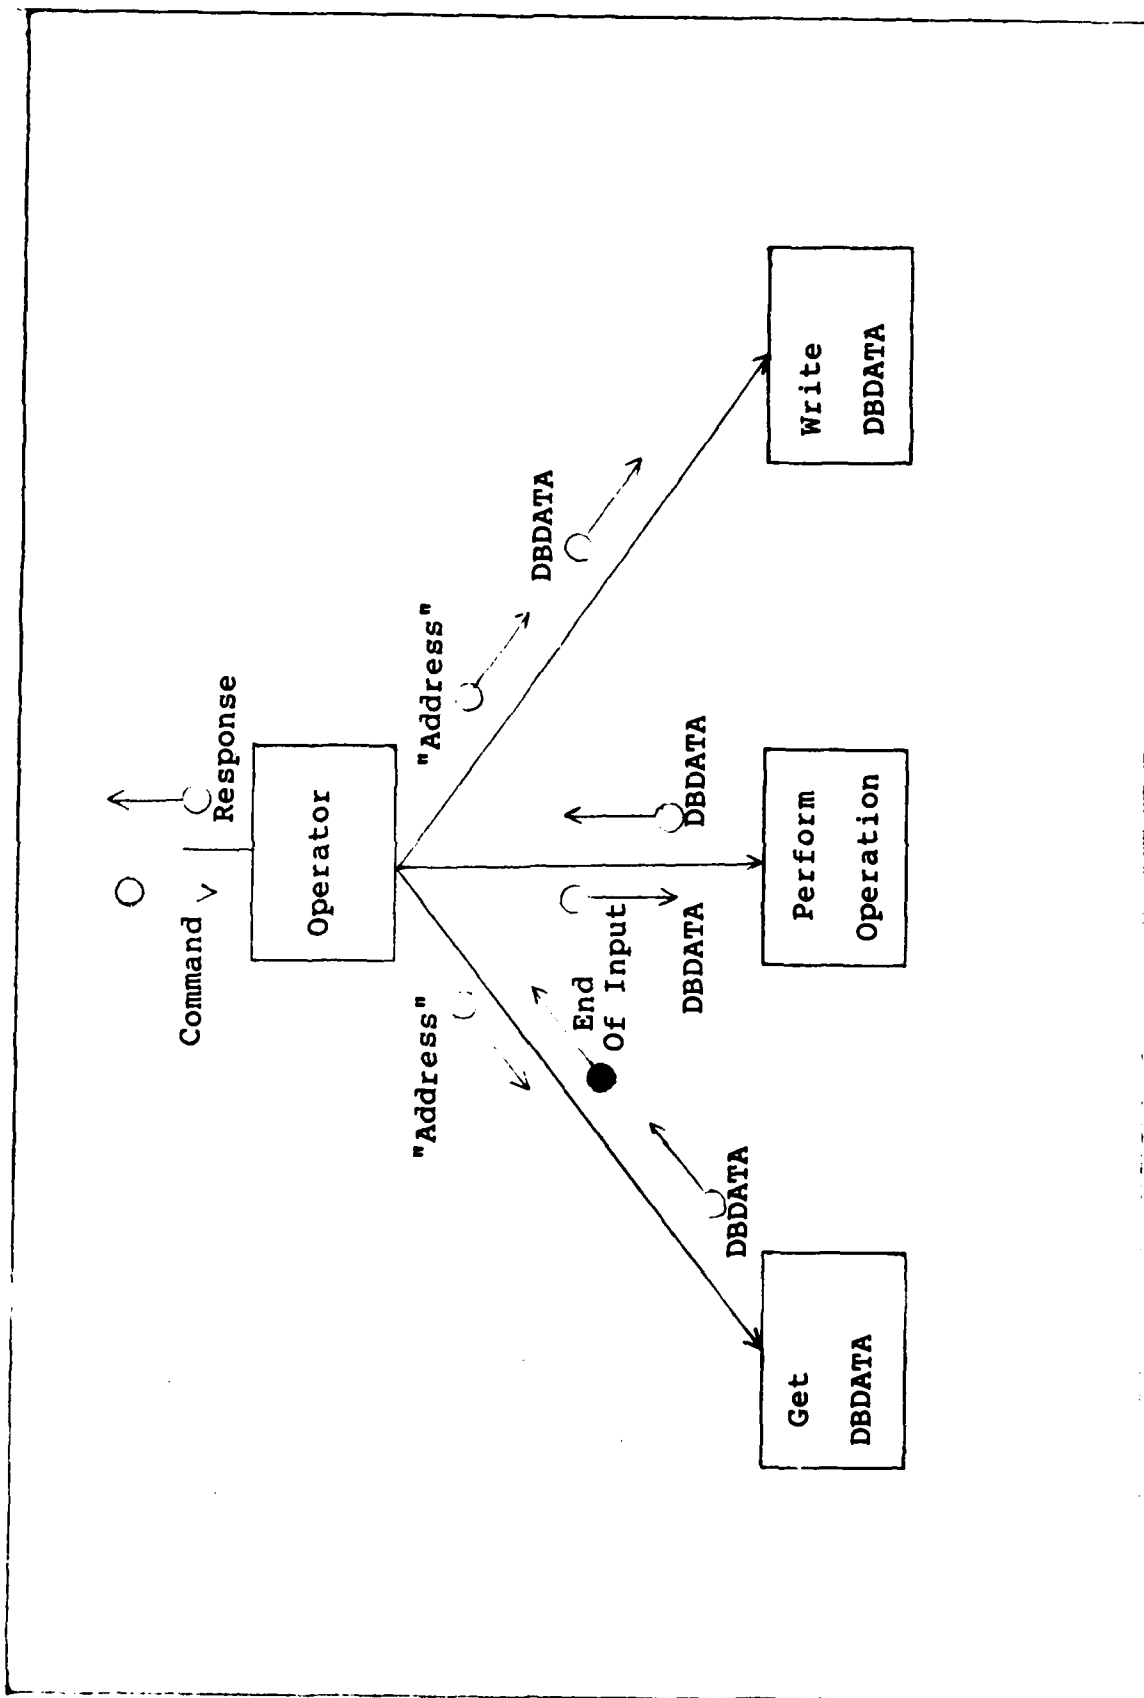 Command
Response
Operator
"Address"
"Address"
DBDATA
End
Of Input
DBDATA
DBDATA
DBDATA
Get
DBDATA
Perform
Operation
Write
DBDATA